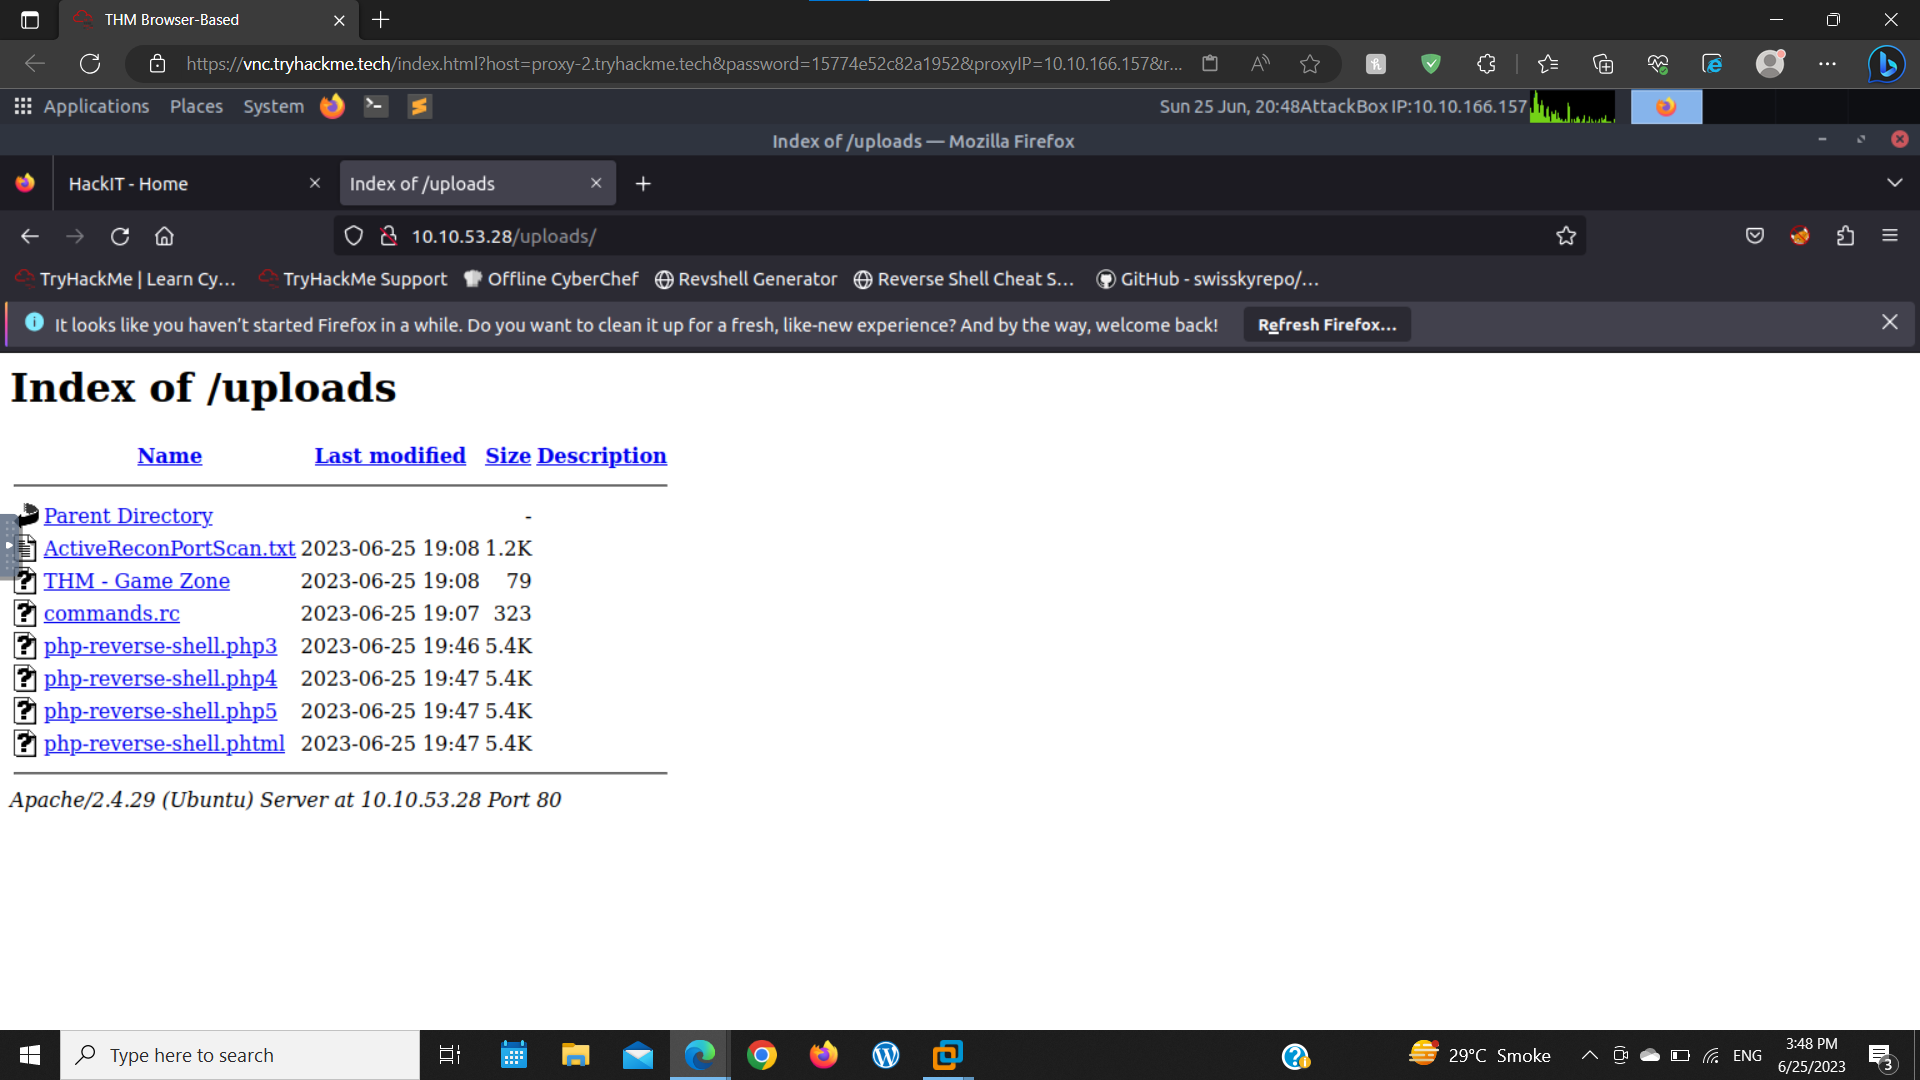 THM Browser-Based
https://vnc.tryhackme.tech/index.html?host=proxy-2.tryhackme.tech&password=15774e52c82a1952&proxyIP=10.10.166.157&r...
Applications Places System Sun 25 Jun, 20:48 AttackBox IP:10.10.166.157
Index of /uploads — Mozilla Firefox
HackIT - Home Index of /uploads
10.10.53.28/uploads/
TryHackMe | Learn Cy... TryHackMe Support Offline CyberChef Revshell Generator Reverse Shell Cheat S... GitHub - swisskyrepo/...
It looks like you haven't started Firefox in a while. Do you want to clean it up for a fresh, like-new experience? And by the way, welcome back! Refresh Firefox...
Index of /uploads
Name Last modified Size Description
Parent Directory -
ActiveReconPortScan.txt 2023-06-25 19:08 1.2K
THM - Game Zone 2023-06-25 19:08 79
commands.rc 2023-06-25 19:07 323
php-reverse-shell.php3 2023-06-25 19:46 5.4K
php-reverse-shell.php4 2023-06-25 19:47 5.4K
php-reverse-shell.php5 2023-06-25 19:47 5.4K
php-reverse-shell.phtml 2023-06-25 19:47 5.4K
Apache/2.4.29 (Ubuntu) Server at 10.10.53.28 Port 80
Type here to search 29°C Smoke ENG 3:48 PM
6/25/2023 3